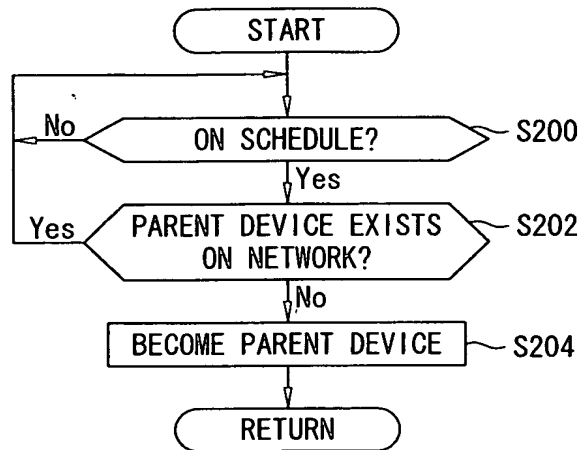 START
No
ON SCHEDULE?
S200
Yes
Yes
PARENT DEVICE EXISTS
ON NETWORK?
S202
No
BECOME PARENT DEVICE
S204
RETURN